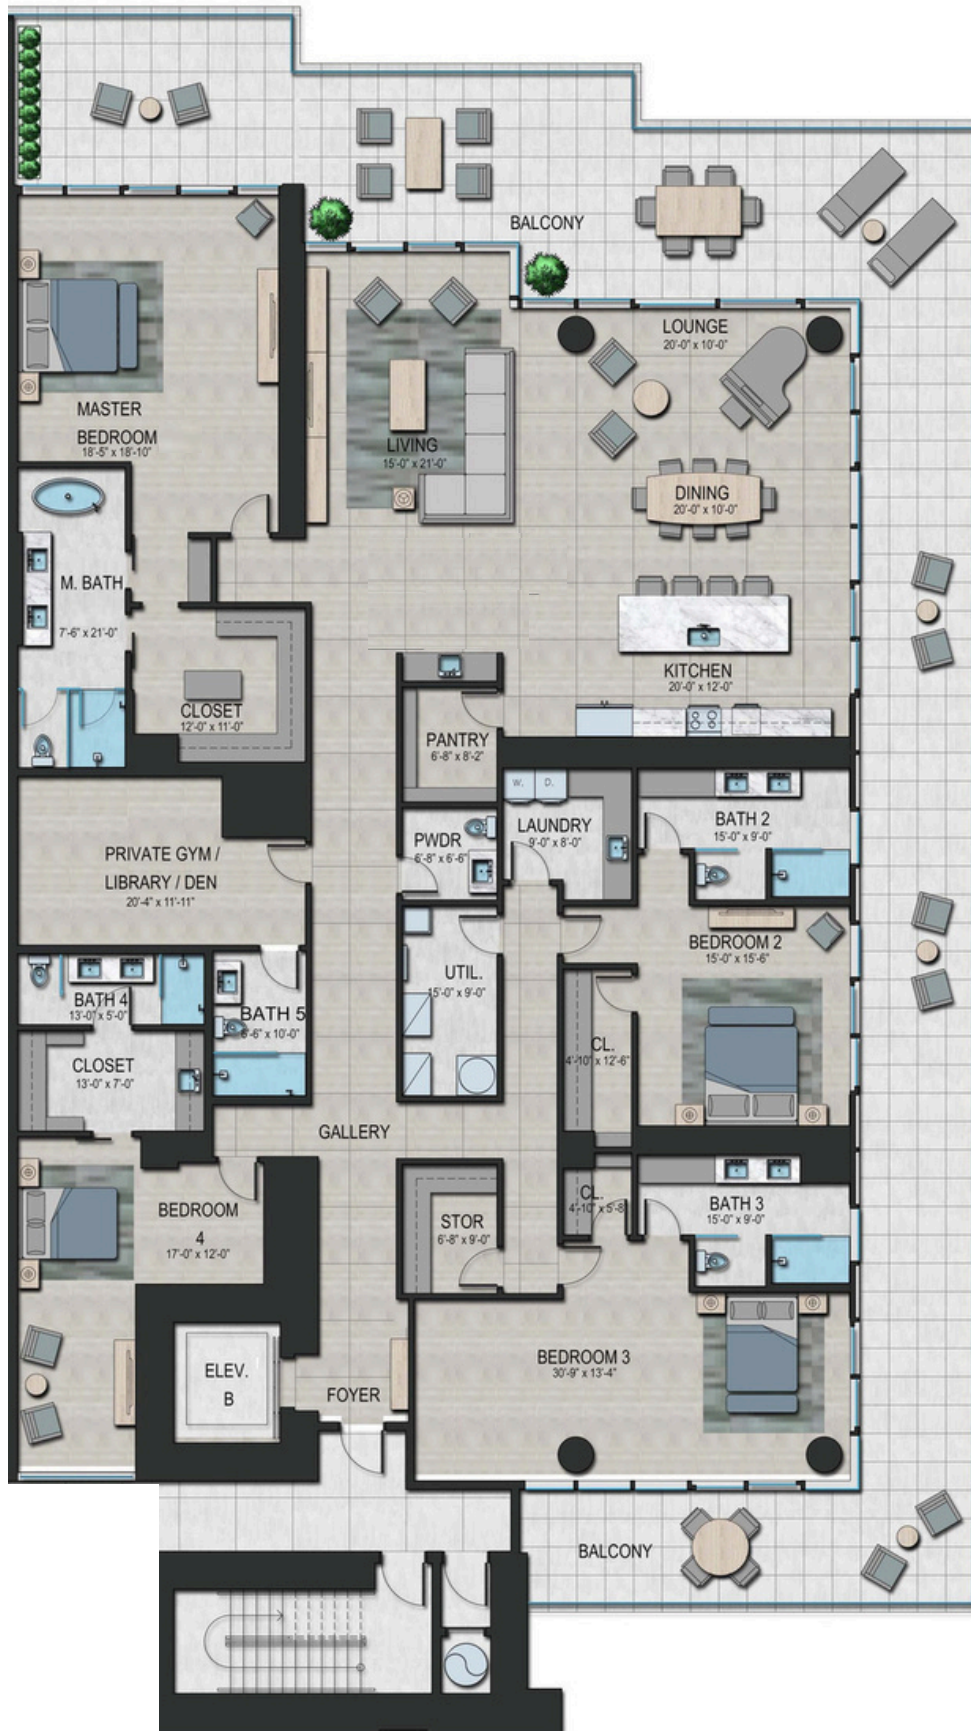 BALCONY
LOUNGE
20'-0" x 10'-0"
MASTER
BEDROOM
18'-5" x 18'-10"
LIVING
15'-0" x 21'-0"
DINING
20'-0" x 10'-0"
M. BATH
7'-6" x 21'-0"
KITCHEN
20'-0" x 12'-0"
CLOSET
12'-0" x 11'-0"
PANTRY
6'-8" x 8'-2"
W. D.
LAUNDRY
9'-0" x 8'-0"
BATH 2
15'-0" x 9'-0"
PWDR
6'-8" x 6'-6"
PRIVATE GYM /
LIBRARY / DEN
20'-4" x 11'-11"
BEDROOM 2
15'-0" x 15'-6"
UTIL.
15'-0" x 9'-0"
BATH 4
13'-0" x 5'-0"
BATH 5
6'-6" x 10'-0"
CL.
4'-10" x 12'-6"
CLOSET
13'-0" x 7'-0"
GALLERY
CL.
4'-10" x 5'-8"
BATH 3
15'-0" x 9'-0"
BEDROOM
4
17'-0" x 12'-0"
STOR
6'-8" x 9'-0"
BEDROOM 3
30'-9" x 13'-4"
ELEV.
B
FOYER
BALCONY